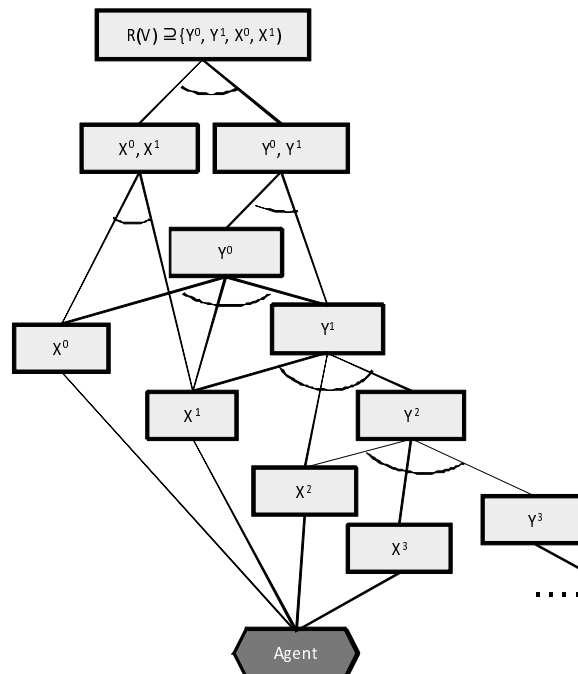 R(V) ⊇{Y⁰, Y¹, X⁰, X¹)
X⁰, X¹
Y⁰, Y¹
Y⁰
Y¹
X⁰
X¹
Y²
X²
Y³
X³
.....
Agent